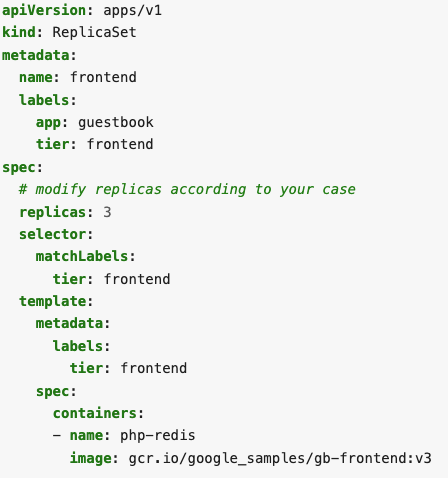 apiVersion: apps/v1
kind: ReplicaSet
metadata:
  name: frontend
  labels:
    app: guestbook
    tier: frontend
spec:
  # modify replicas according to your case
  replicas: 3
  selector:
    matchLabels:
      tier: frontend
  template:
    metadata:
      labels:
        tier: frontend
    spec:
      containers:
      - name: php-redis
        image: gcr.io/google_samples/gb-frontend:v3